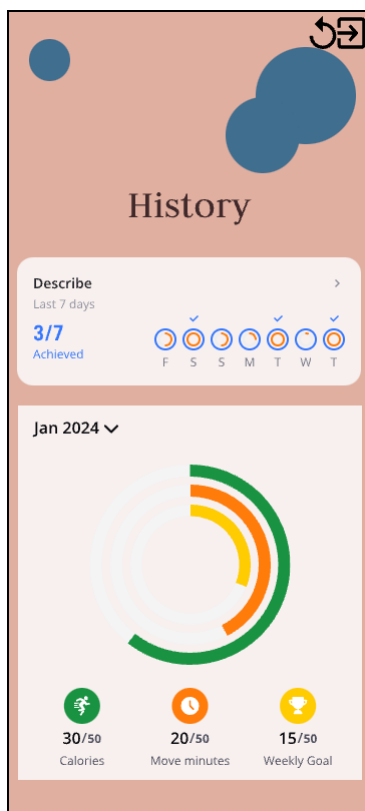 History
Describe
Last 7 days
3/7
Achieved
F S S M T W T
Jan 2024
30/50 20/50 15/50
Calories Move minutes Weekly Goal